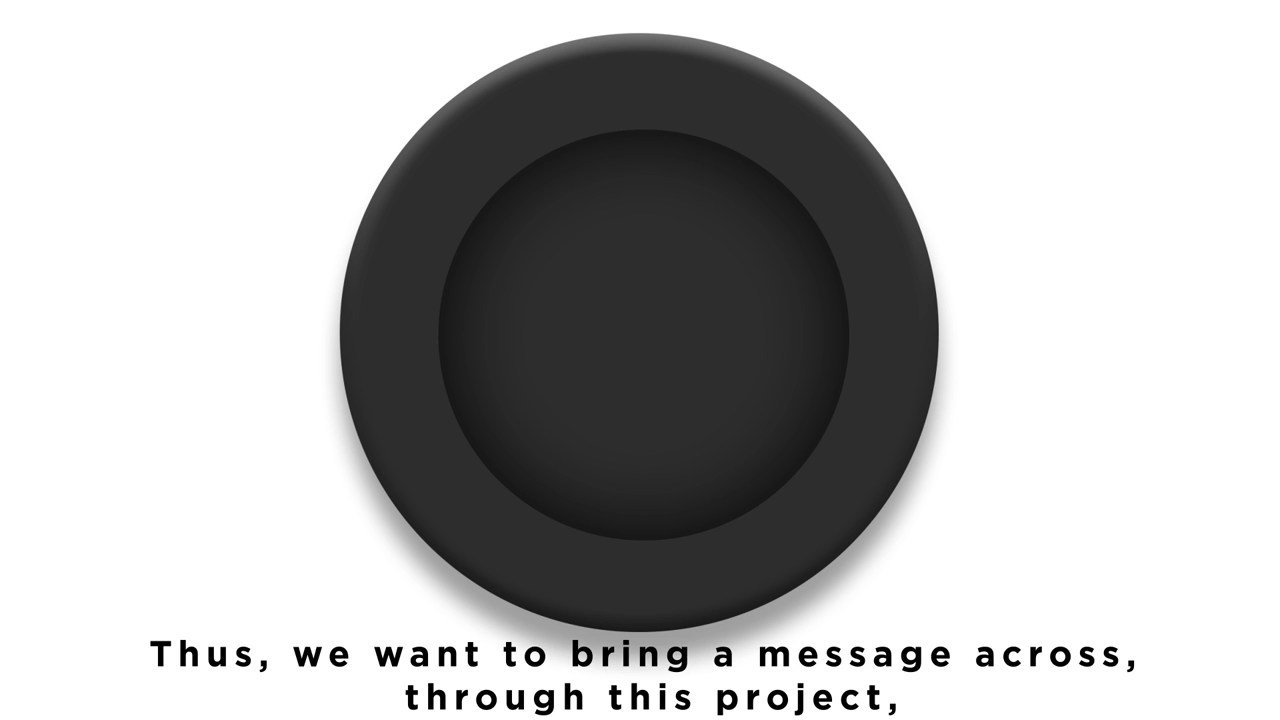 Thus, we want to bring a message across,
through this project,